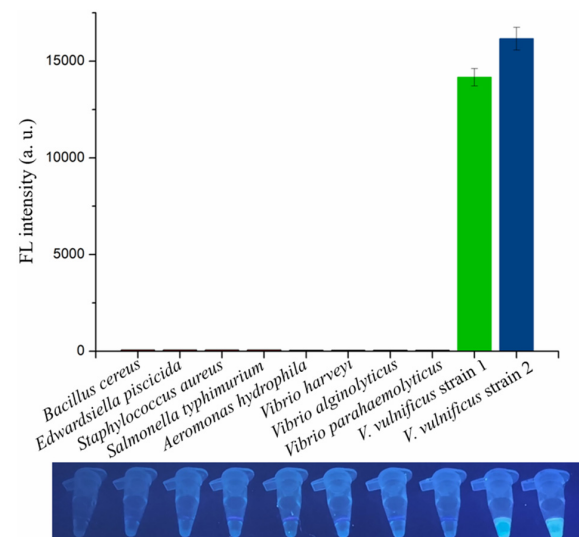 15000
10000
5000
0
FL intensity (a. u.)
Bacillus cereus
Edwardsiella piscicida
Staphylococcus aureus
Salmonella typhimurium
Aeromonas hydrophila
Vibrio harveyi
Vibrio alginolyticus
Vibrio parahaemolyticus
V. vulnificus strain 1
V. vulnificus strain 2